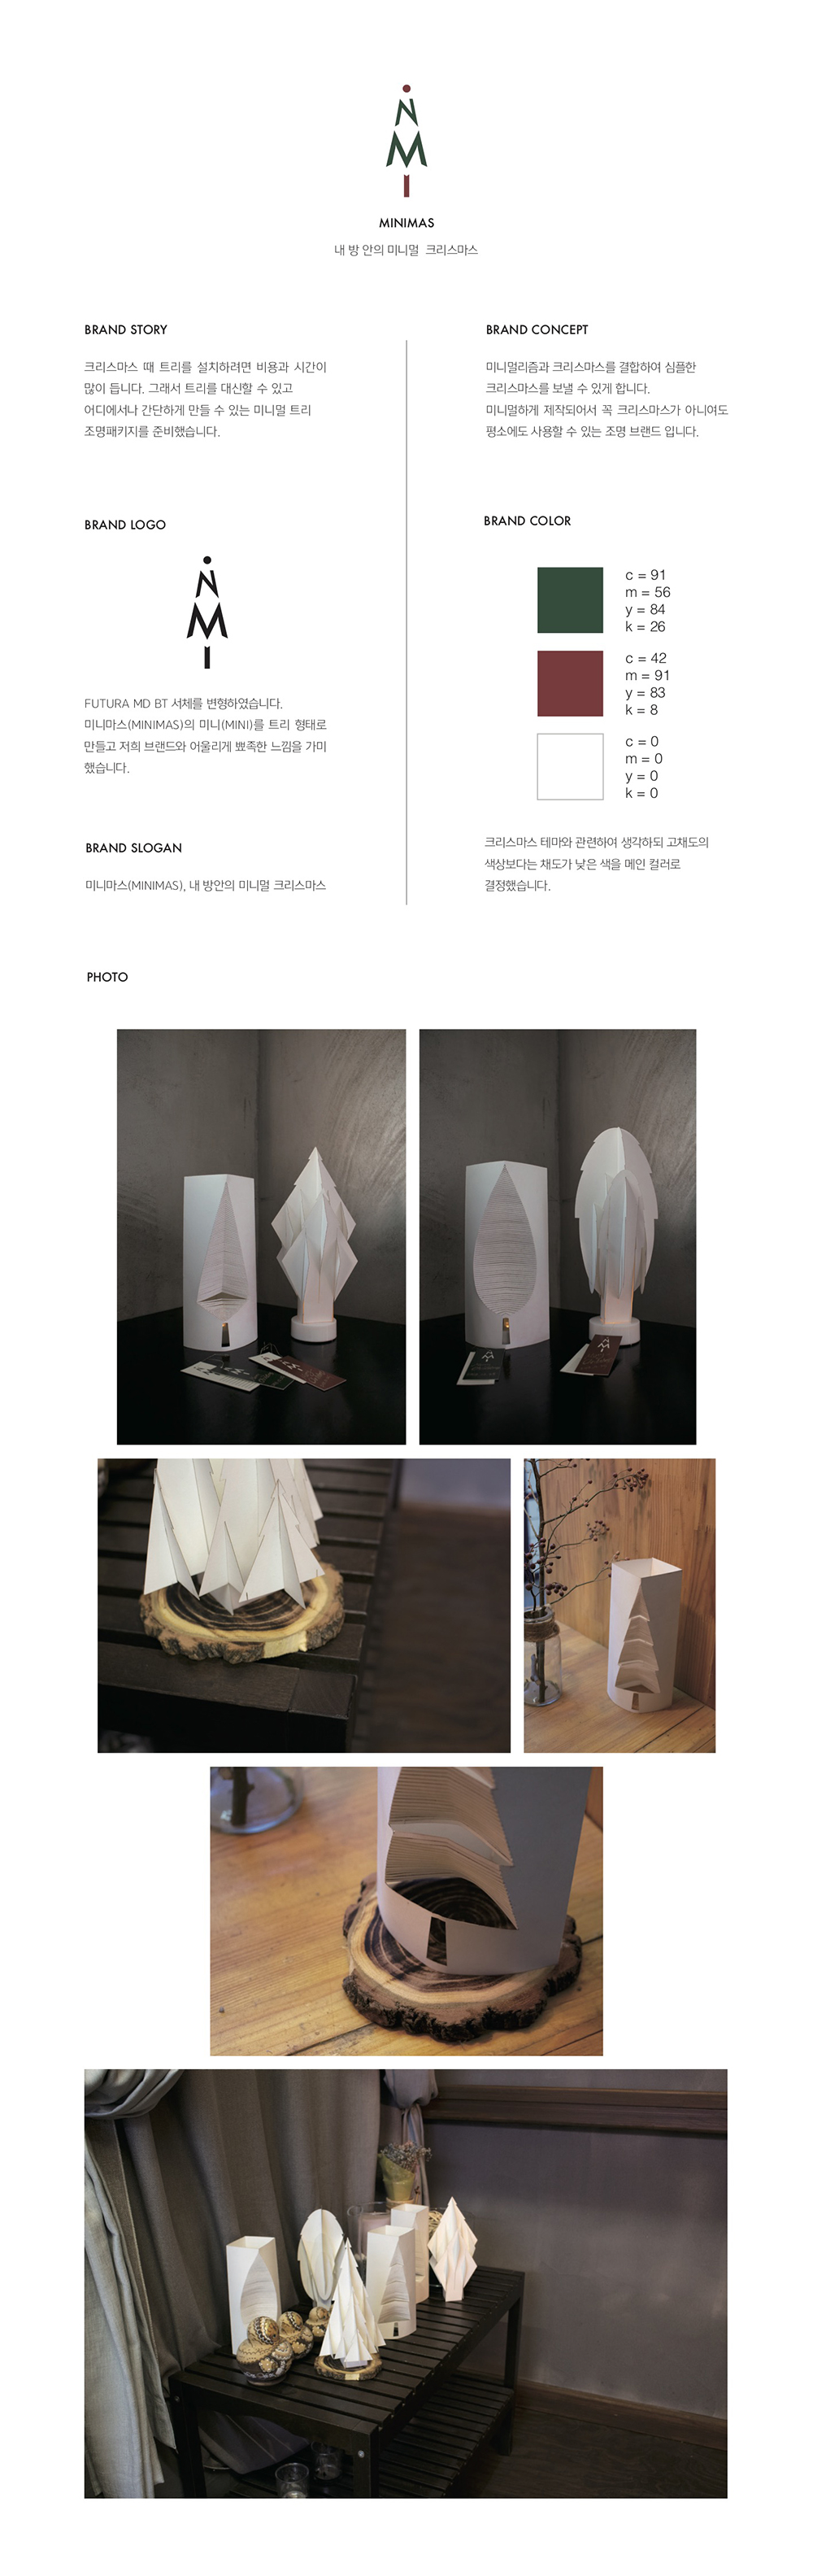 MINIMAS
내 방 안의 미니멀 크리스마스
BRAND STORY
크리스마스 때 트리를 설치하려면 비용과 시간이
많이 듭니다. 그래서 트리를 대신할 수 있고
어디에서나 간단하게 만들 수 있는 미니멀 트리
조명패키지를 준비했습니다.
BRAND LOGO
FUTURA MD BT 서체를 변형하였습니다.
미니마스(MINIMAS)의 미니(MINI)를 트리 형태로
만들고 저희 브랜드와 어울리게 뾰족한 느낌을 가미
했습니다.
BRAND SLOGAN
미니마스(MINIMAS), 내 방안의 미니멀 크리스마스
BRAND CONCEPT
미니멀리즘과 크리스마스를 결합하여 심플한
크리스마스를 보낼 수 있게 합니다.
미니멀하게 제작되어서 꼭 크리스마스가 아니여도
평소에도 사용할 수 있는 조명 브랜드 입니다.
BRAND COLOR
c = 91
m = 56
y = 84
k = 26
c = 42
m = 91
y = 83
k = 8
c = 0
m = 0
y = 0
k = 0
크리스마스 테마와 관련하여 생각하되 고채도의
색상보다는 채도가 낮은 색을 메인 컬러로
결정했습니다.
PHOTO